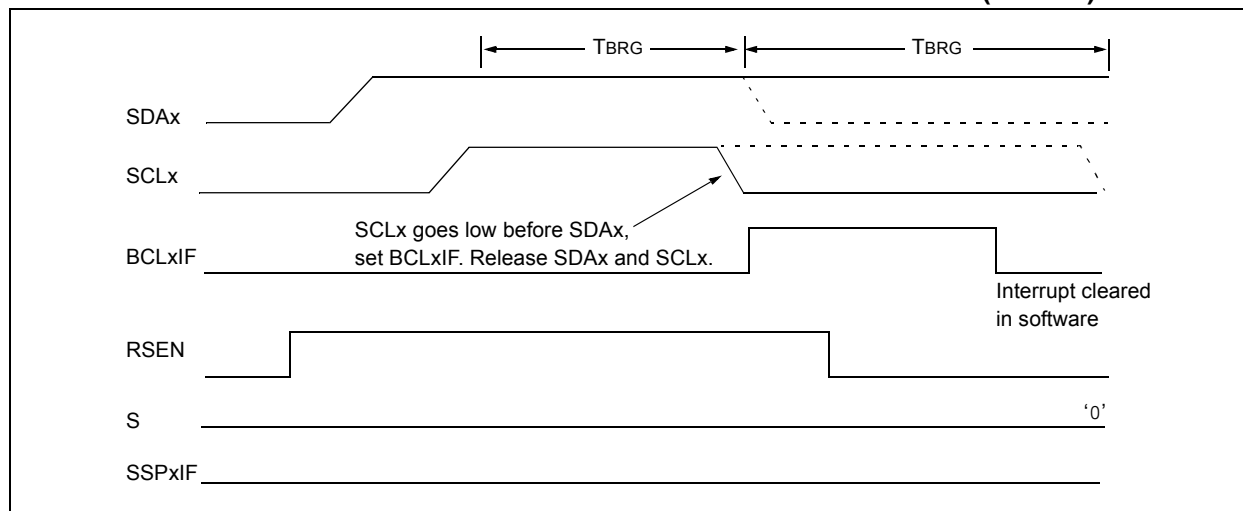 TBRG TBRG
SDAx
SCLx
SCLx goes low before SDAx,
set BCLxIF. Release SDAx and SCLx.
BCLxIF
Interrupt cleared
in software
RSEN
S
‘0’
SSPxIF